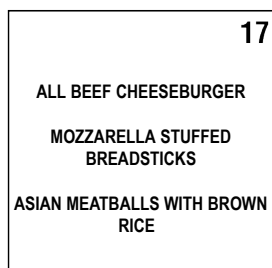 17
ALL BEEF CHEESEBURGER
MOZZARELLA STUFFED
BREADSTICKS
ASIAN MEATBALLS WITH BROWN
RICE